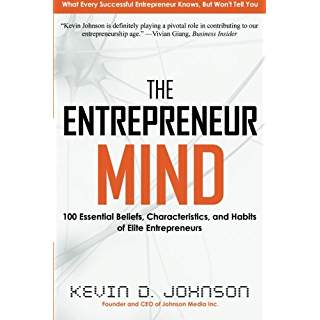 What Every Successful Entrepreneur Knows, But Won't Tell You
"Kevin Johnson is definitely playing a pivotal role in contributing to our
entrepreneurship age."—Vivian Giang, Business Insider
THE
ENTREPRENEUR
MIND
100 Essential Beliefs, Characteristics, and Habits
of Elite Entrepreneurs
KEVIN D. JOHNSON
Founder and CEO of Johnson Media Inc.